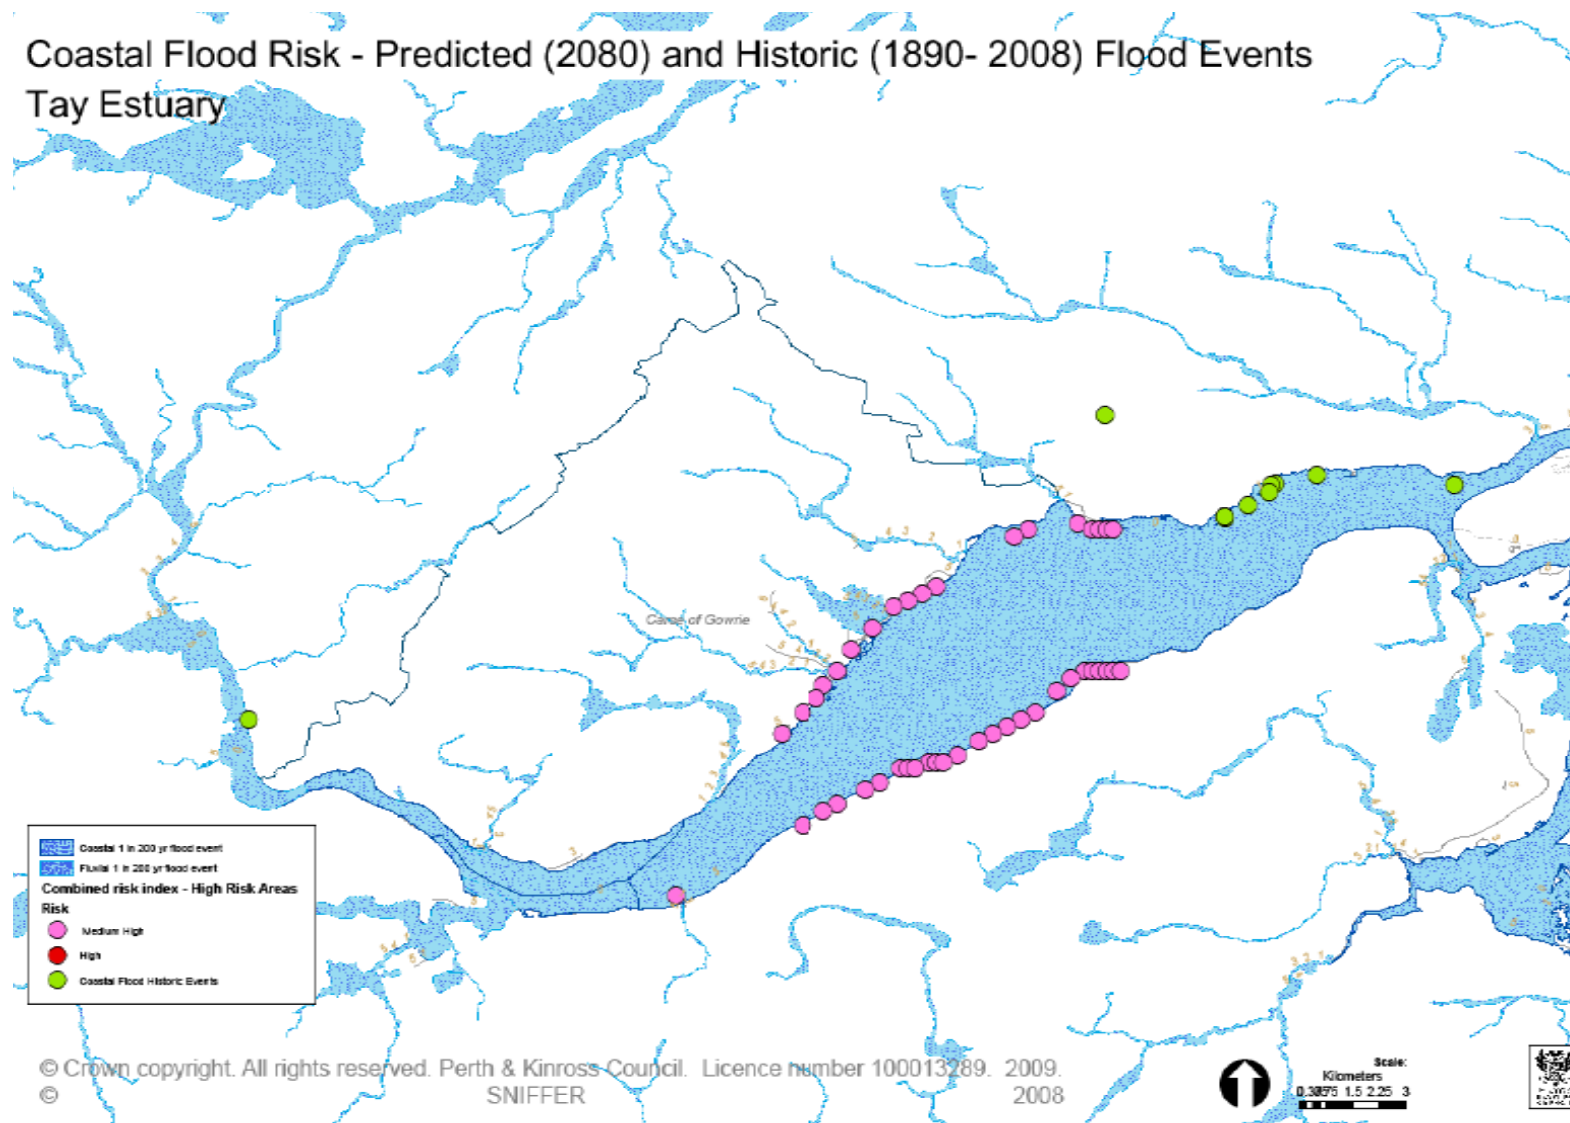 Coastal Flood Risk - Predicted (2080) and Historic (1890- 2008) Flood Events
Tay Estuary
Carse of Gowrie
Coastal 1 in 200 yr flood event
Fluvial 1 in 200 yr flood event
Combined risk index - High Risk Areas
Risk
Medium High
High
Coastal Flood Historic Events
© Crown copyright. All rights reserved. Perth & Kinross Council. Licence number 100013289. 2009.
© SNIFFER 2008
Scale:
Kilometers
1.5 2.25 3